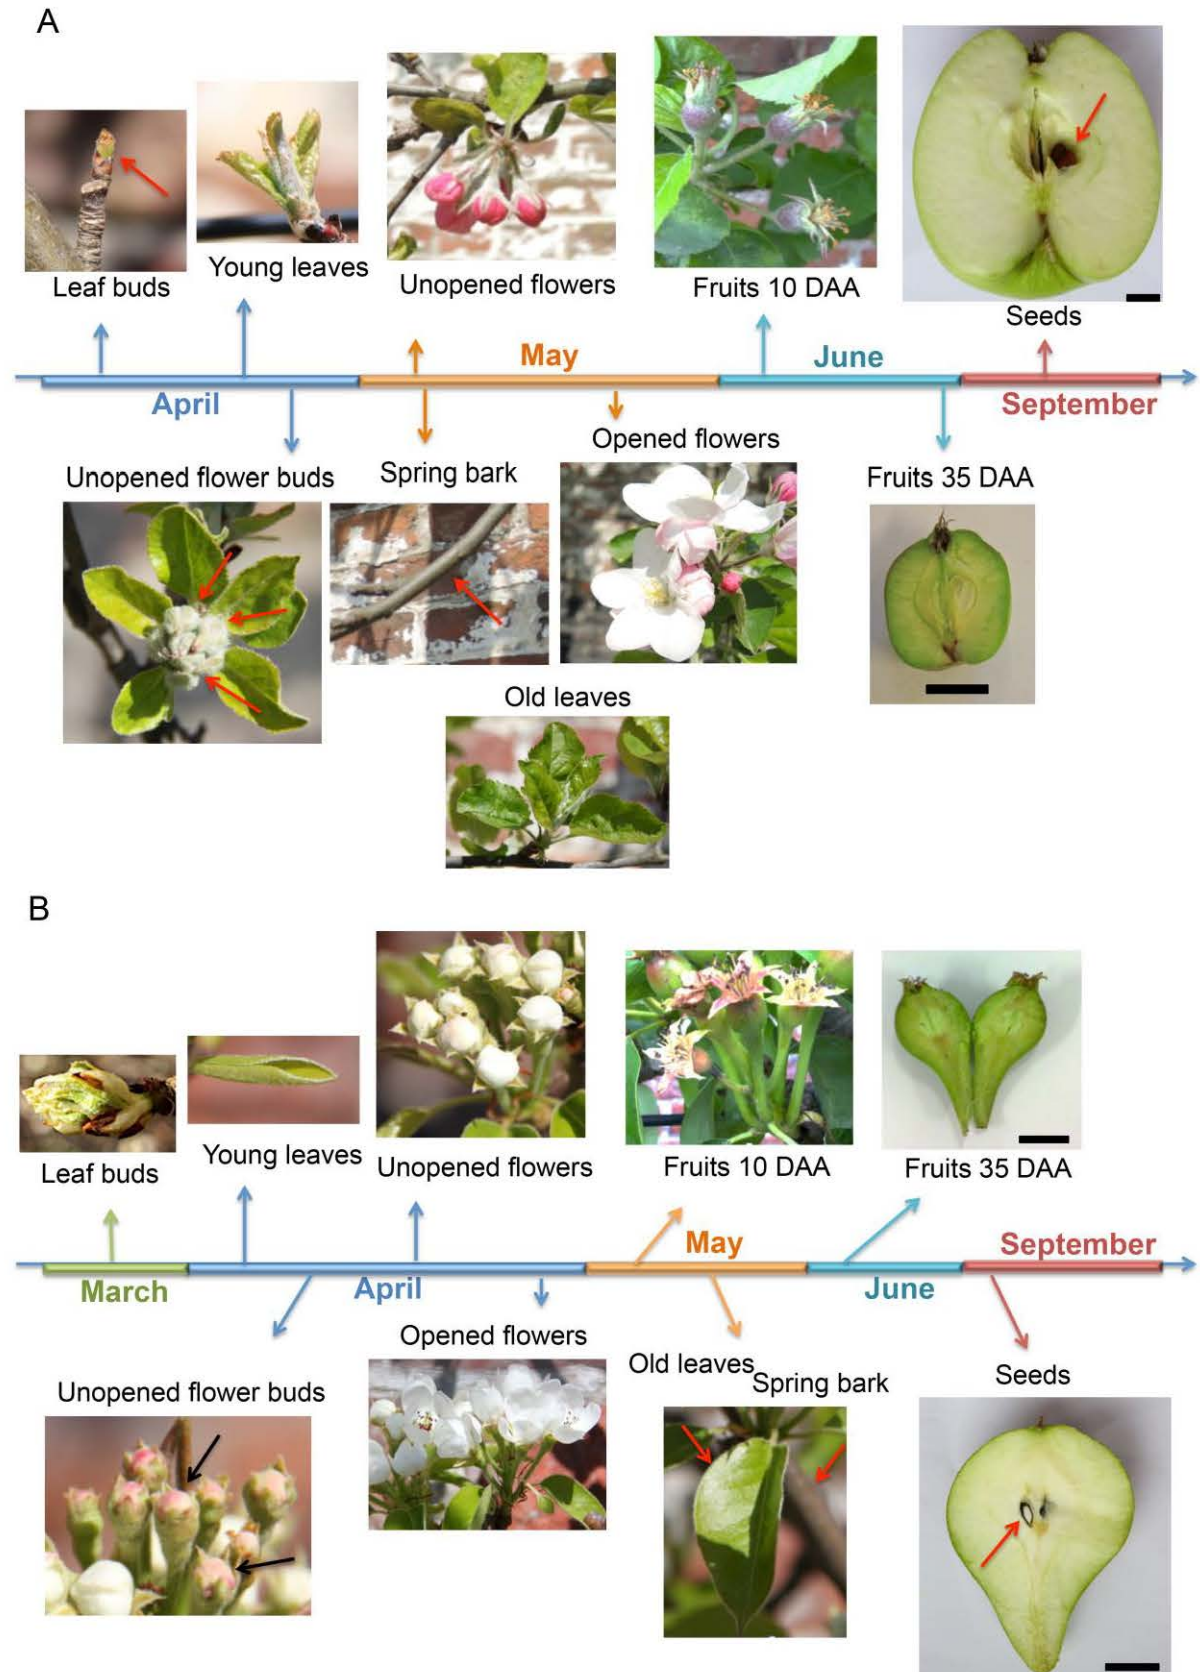 A
Leaf buds
Young leaves
Unopened flowers
Fruits 10 DAA
Seeds
May
June
April
September
Unopened flower buds
Spring bark
Opened flowers
Fruits 35 DAA
Old leaves
B
Leaf buds
Young leaves
Unopened flowers
Fruits 10 DAA
Fruits 35 DAA
May
September
March
April
June
Opened flowers
Unopened flower buds
Old leaves
Spring bark
Seeds